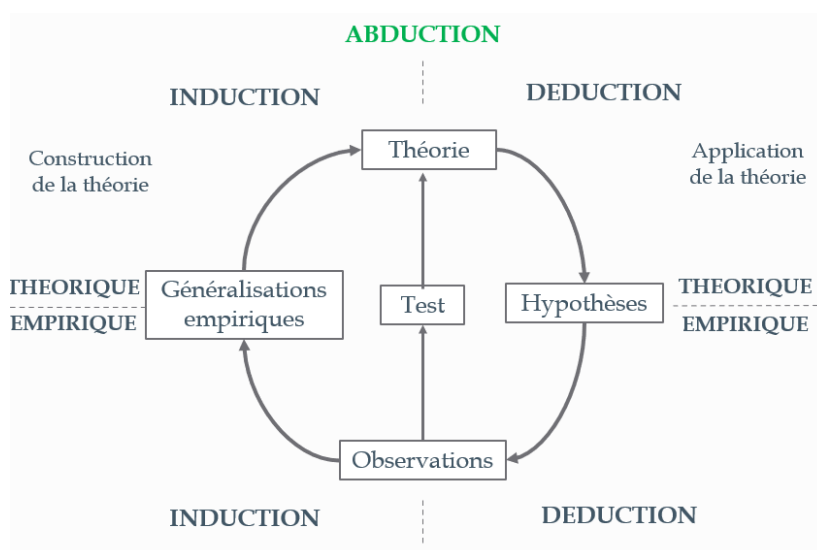 ABDUCTION
INDUCTION
DEDUCTION
Construction
de la théorie
Théorie
Application
de la théorie
THEORIQUE
EMPIRIQUE
Généralisations
empiriques
Test
Hypothèses
THEORIQUE
EMPIRIQUE
Observations
INDUCTION
DEDUCTION